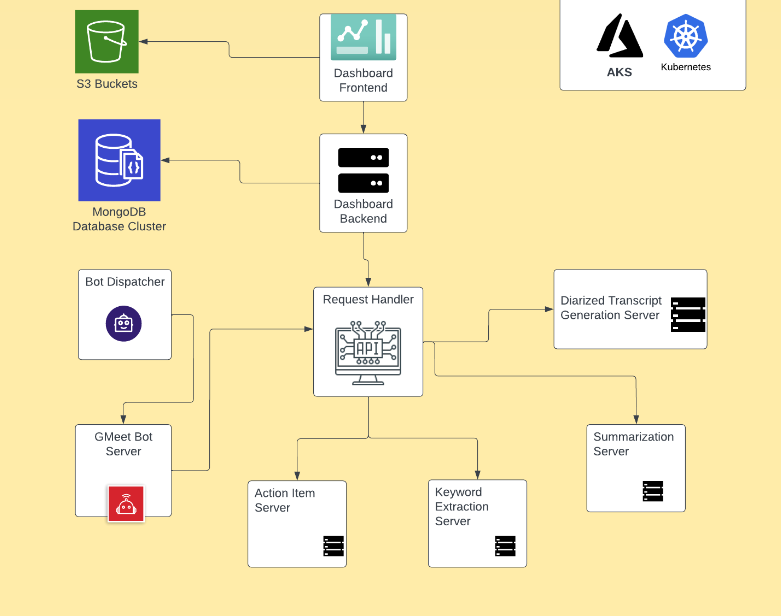 S3 Buckets
Dashboard
Frontend
AKS
Kubernetes
MongoDB
Database Cluster
Dashboard
Backend
Bot Dispatcher
Request Handler
API
Diarized Transcript
Generation Server
GMeet Bot
Server
Summarization
Server
Action Item
Server
Keyword
Extraction
Server